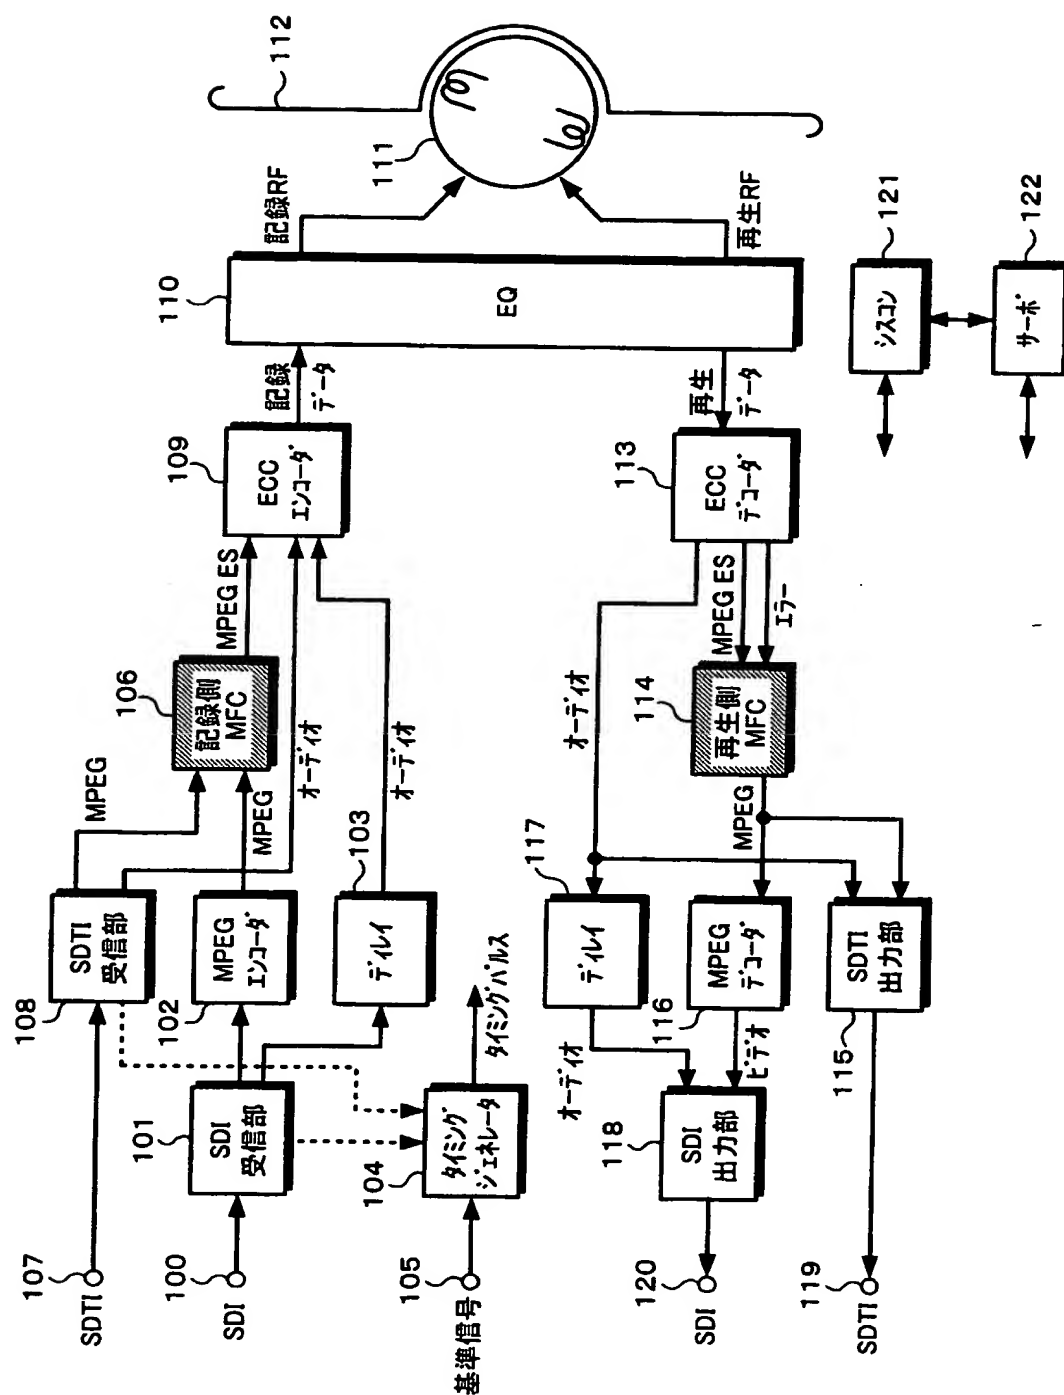 107
SDTI
108
SDTI
受信部
MPEG
106
記録側
MFC
MPEG ES
109
ECC
エンコーダ
記録
データ
110
EQ
記録RF
111
112
100
SDI
101
SDI
受信部
102
MPEG
エンコーダ
MPEG
オーディオ
103
ディレイ
オーディオ
105
基準信号
104
タイミング
ジェネレータ
タイミングパルス
再生RF
再生
データ
113
ECC
デコーダ
MPEG ES
エラー
オーディオ
114
再生側
MFC
MPEG
117
ディレイ
オーディオ
116
MPEG
デコーダ
ビデオ
118
SDI
出力部
120
SDI
115
SDTI
出力部
119
SDTI
121
シスコン
122
サーボ